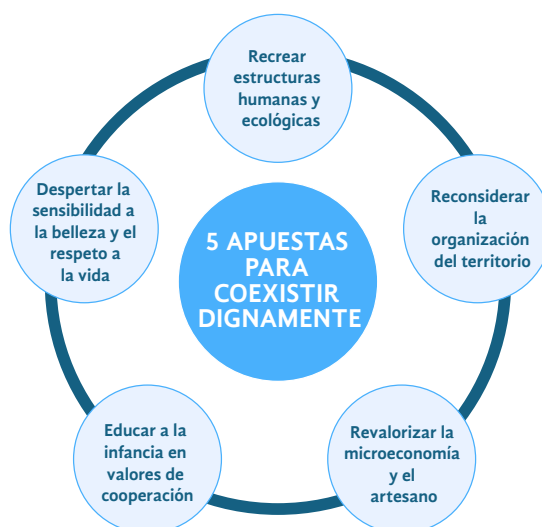 Recrear
estructuras
humanas y
ecológicas
Reconsiderar
la
organización
del territorio
Revalorizar la
microeconomía
y el
artesano
Educar a la
infancia en
valores de
cooperación
Despertar la
sensibilidad a
la belleza y el
respeto a
la vida
5 APUESTAS
PARA
COEXISTIR
DIGNAMENTE